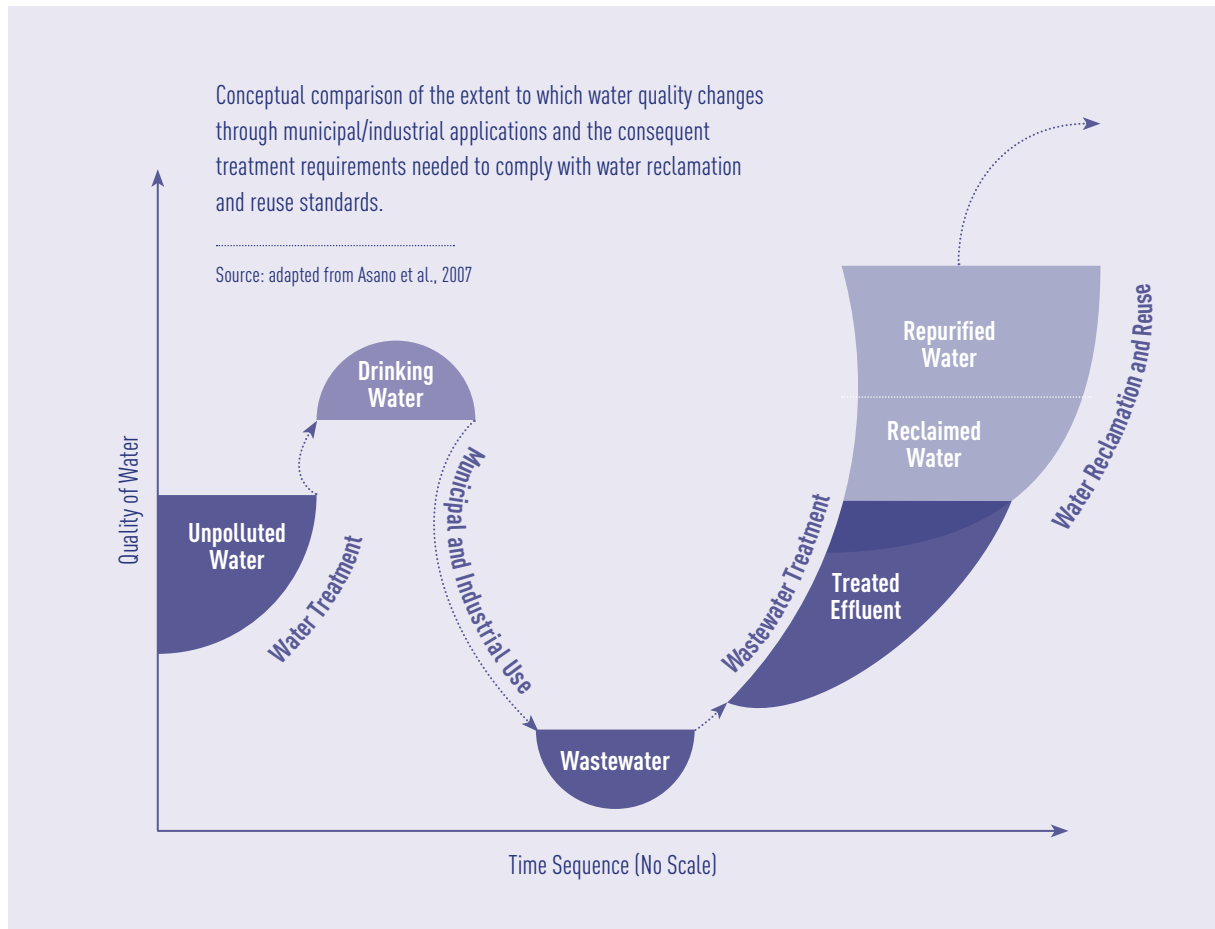 Conceptual comparison of the extent to which water quality changes
through municipal/industrial applications and the consequent
treatment requirements needed to comply with water reclamation
and reuse standards.
Source: adapted from Asano et al., 2007
Quality of Water
Unpolluted
Water
Water Treatment
Drinking
Water
Municipal and Industrial Use
Wastewater
Wastewater Treatment
Treated
Effluent
Reclaimed
Water
Repurified
Water
Water Reclamation and Reuse
Time Sequence (No Scale)